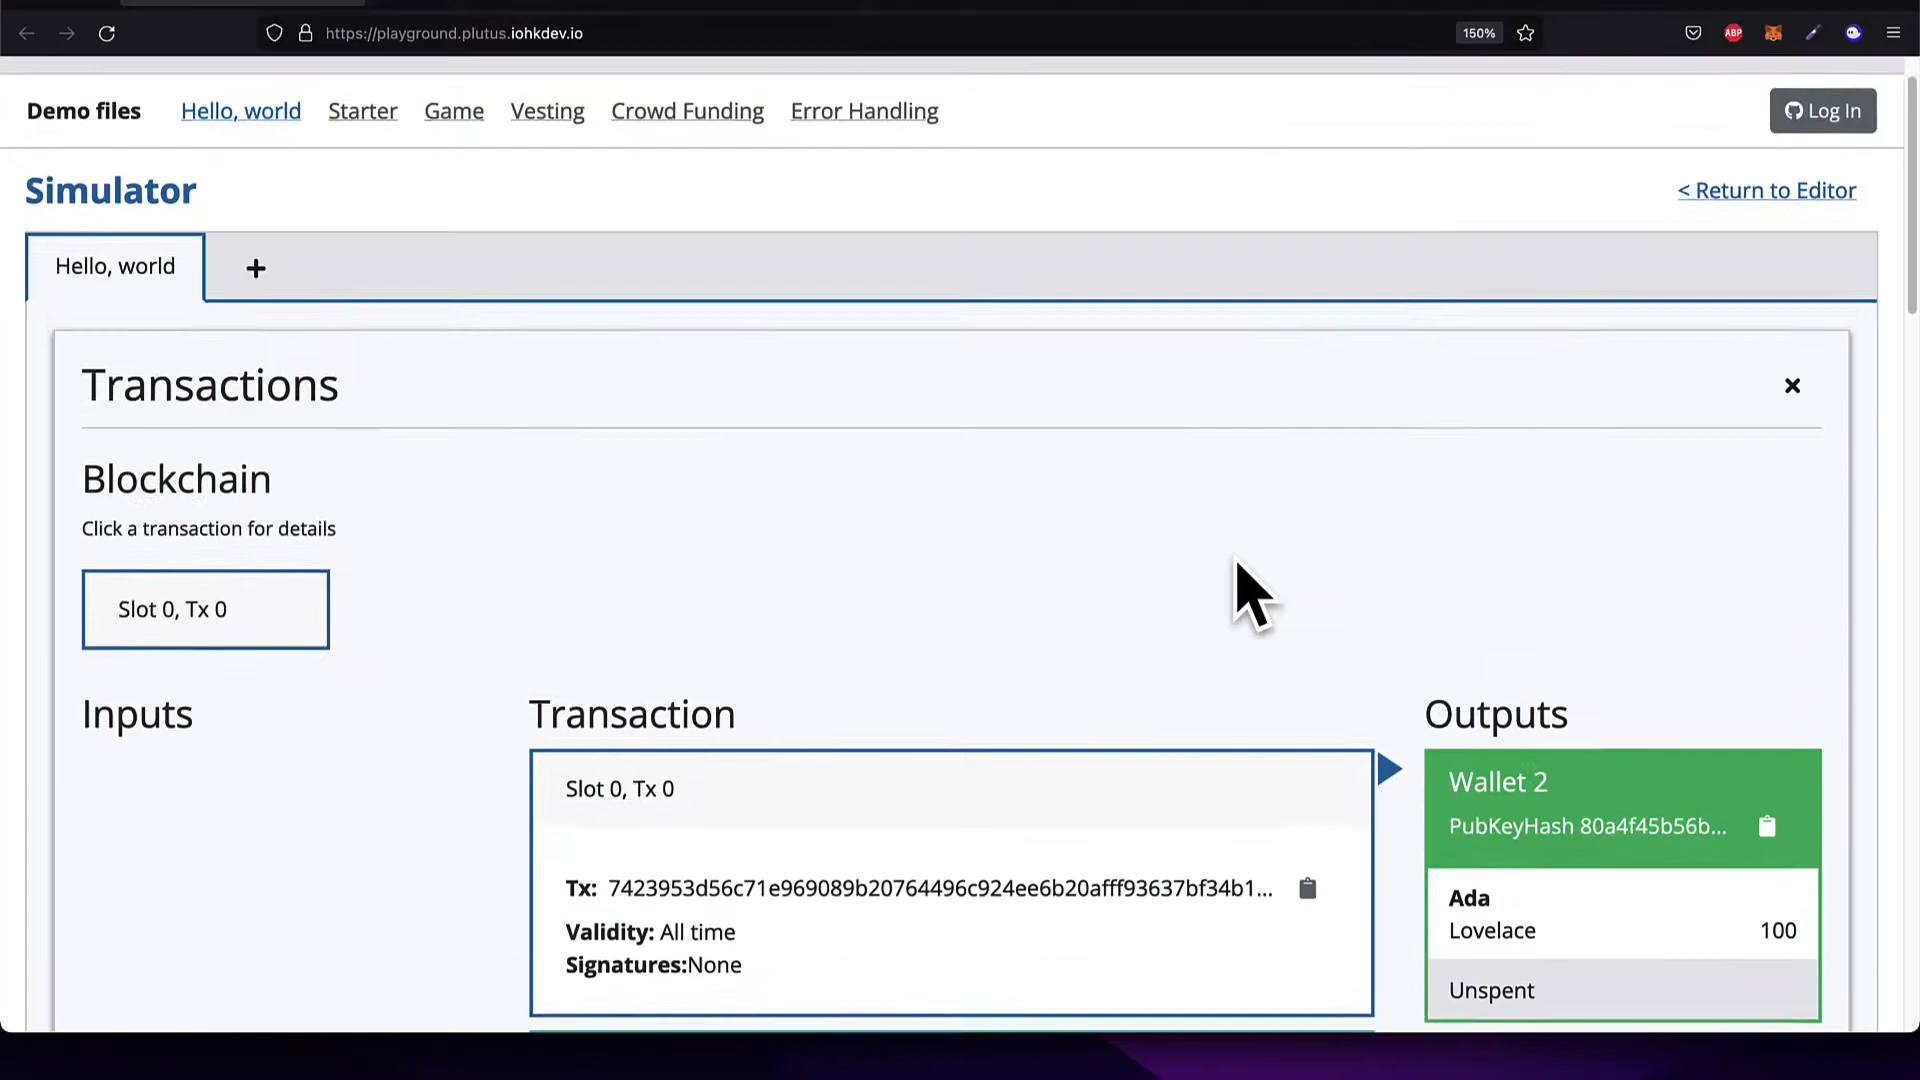 https://playground.plutus.iohkdev.io
150%
ABP
Demo files
Hello, world
Starter
Game
Vesting
Crowd Funding
Error Handling
Log In
Simulator
< Return to Editor
Hello, world
+
Transactions
Blockchain
Click a transaction for details
Slot 0, Tx 0
Inputs
Transaction
Outputs
Slot 0, Tx 0
Tx: 7423953d56c71e969089b20764496c924ee6b20afff93637bf34b1...
Validity: All time
Signatures:None
Wallet 2
PubKeyHash 80a4f45b56b...
Ada
Lovelace 100
Unspent